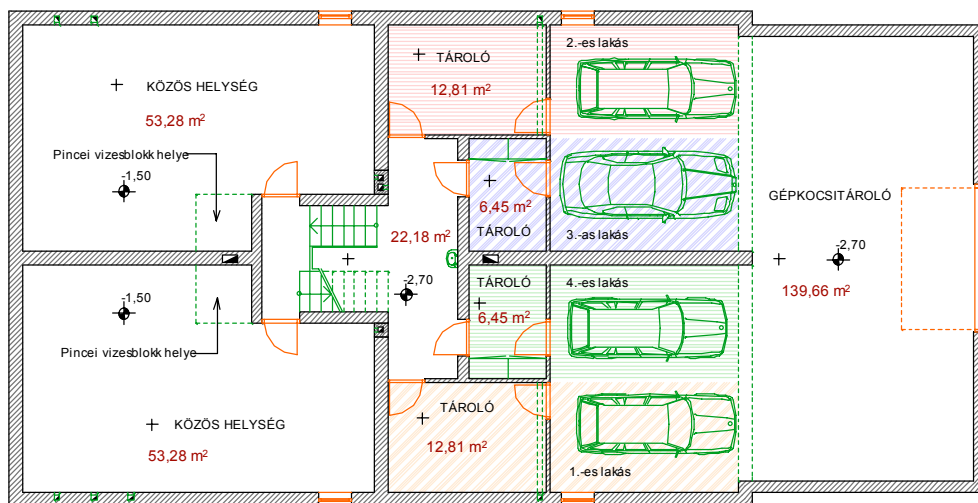 2.-es lakás
TÁROLÓ
12,81 m²
KÖZÖS HELYSÉG
53,28 m²
Pincei vizesblokk helye
-1,50
6,45 m²
TÁROLÓ
3.-as lakás
GÉPKOCSITÁROLÓ
22,18 m²
-2,70
139,66 m²
-2,70
-1,50
TÁROLÓ
6,45 m²
4.-es lakás
Pincei vizesblokk helye
KÖZÖS HELYSÉG
53,28 m²
TÁROLÓ
12,81 m²
1.-es lakás